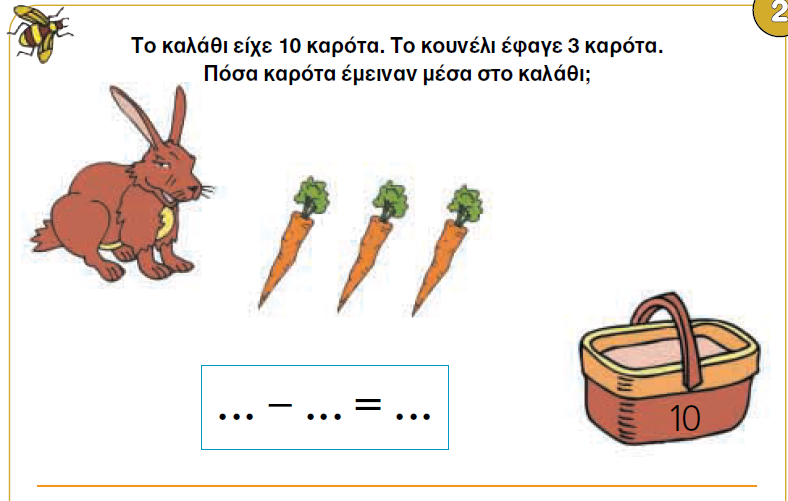 2
Το καλάθι είχε 10 καρότα. Το κουνέλι έφαγε 3 καρότα.
Πόσα καρότα έμειναν μέσα στο καλάθι;
... – ... = ...
10